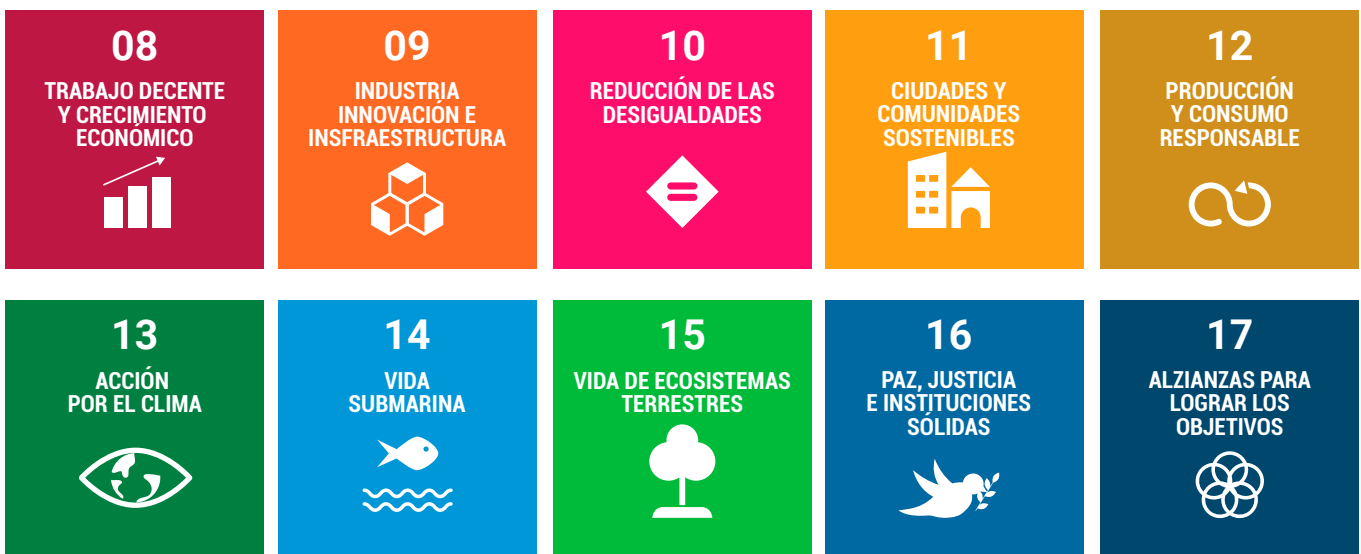 08
TRABAJO DECENTE
Y CRECIMIENTO
ECONÓMICO
09
INDUSTRIA
INNOVACIÓN E
INSFRAESTRUCTURA
10
REDUCCIÓN DE LAS
DESIGUALDADES
11
CIUDADES Y
COMUNIDADES
SOSTENIBLES
12
PRODUCCIÓN
Y CONSUMO
RESPONSABLE
13
ACCIÓN
POR EL CLIMA
14
VIDA
SUBMARINA
15
VIDA DE ECOSISTEMAS
TERRESTRES
16
PAZ, JUSTICIA
E INSTITUCIONES
SÓLIDAS
17
ALZIANZAS PARA
LOGRAR LOS
OBJETIVOS